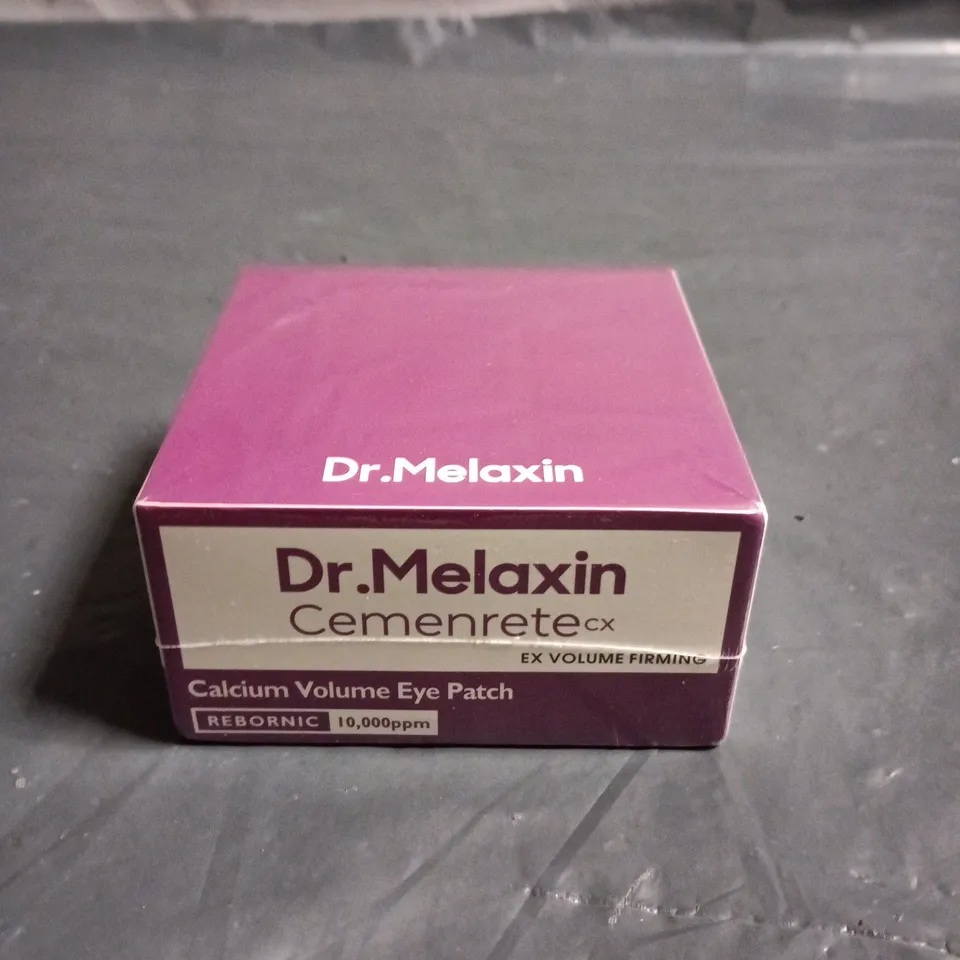 Dr.Melaxin
Dr.Melaxin
Cemenrete CX
EX VOLUME FIRMING
Calcium Volume Eye Patch
REBORNIC 10,000ppm